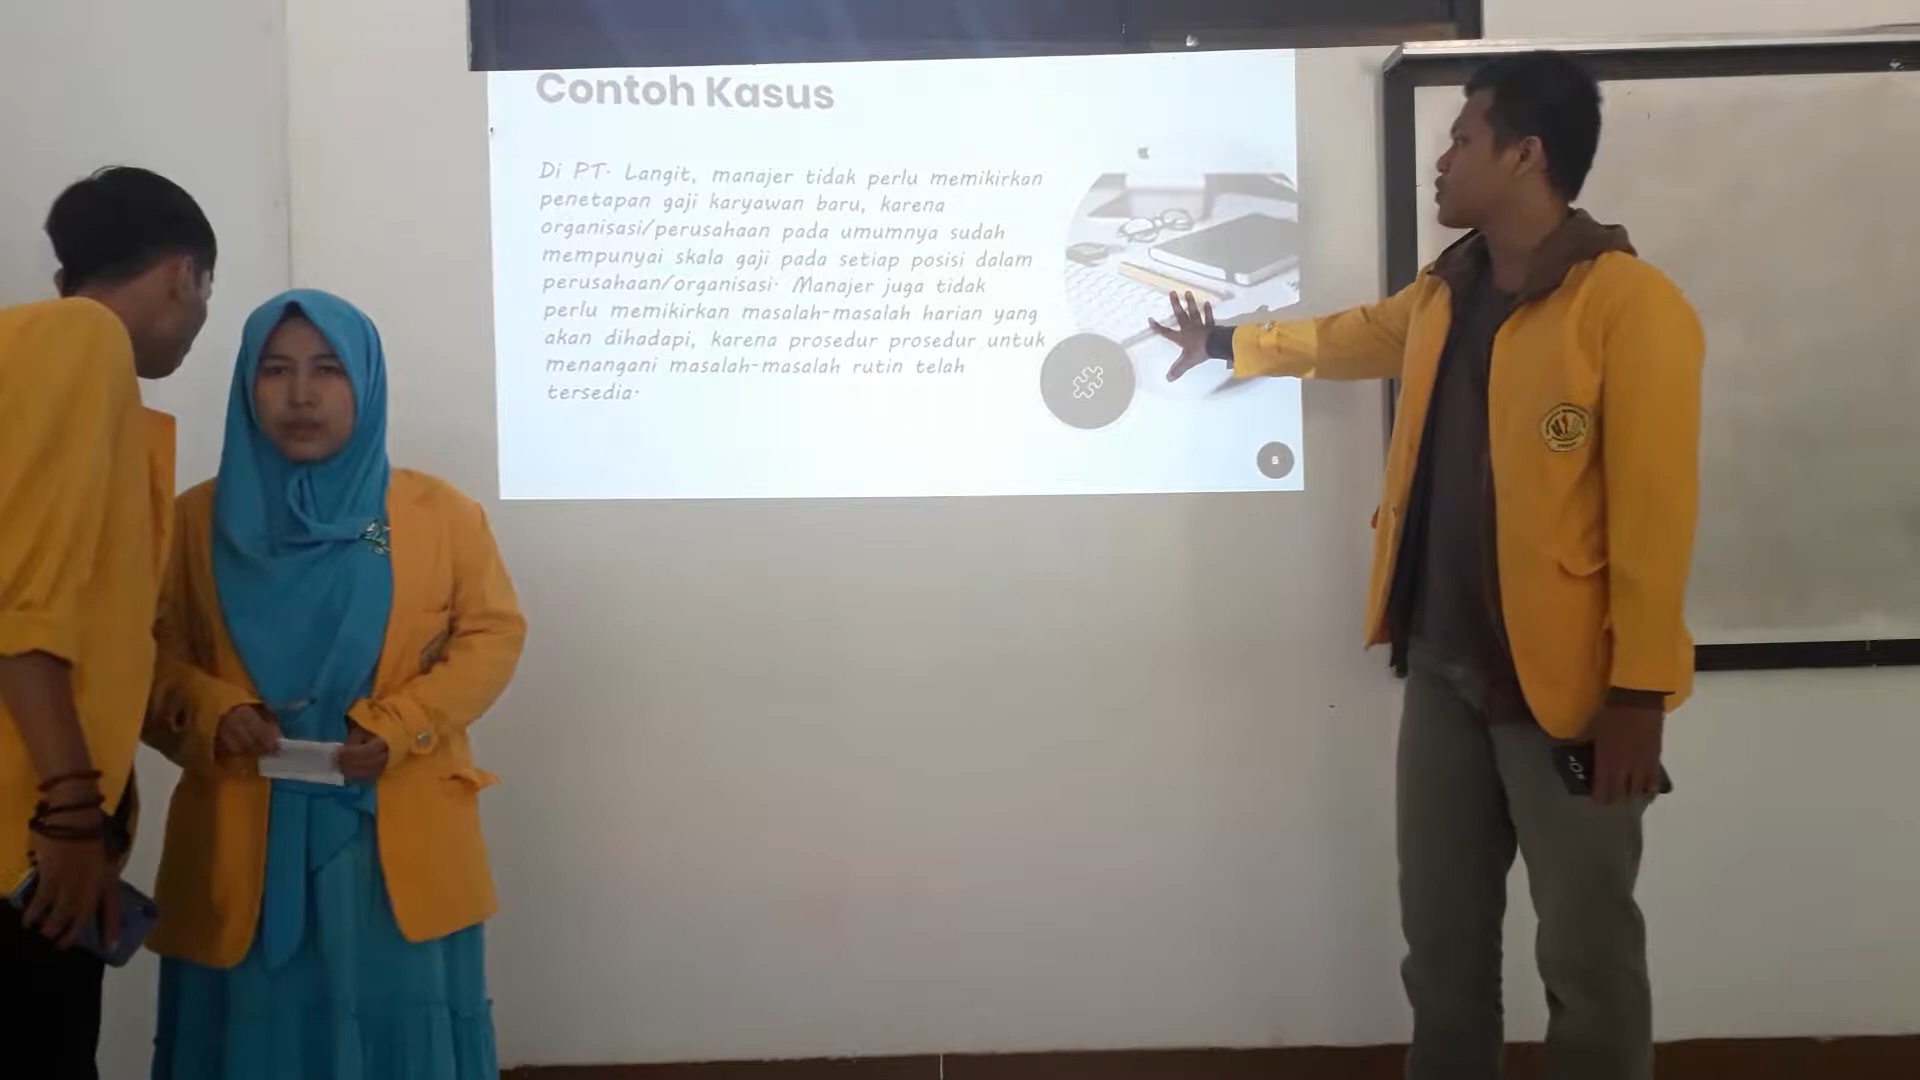 Contoh Kasus
Di PT. Langit, manajer tidak perlu memikirkan
penetapan gaji karyawan baru, karena
organisasi/perusahaan pada umumnya sudah
mempunyai skala gaji pada setiap posisi dalam
perusahaan/organisasi. Manajer juga tidak
perlu memikirkan masalah-masalah harian yang
akan dihadapi, karena prosedur prosedur untuk
menangani masalah-masalah rutin telah
tersedia.